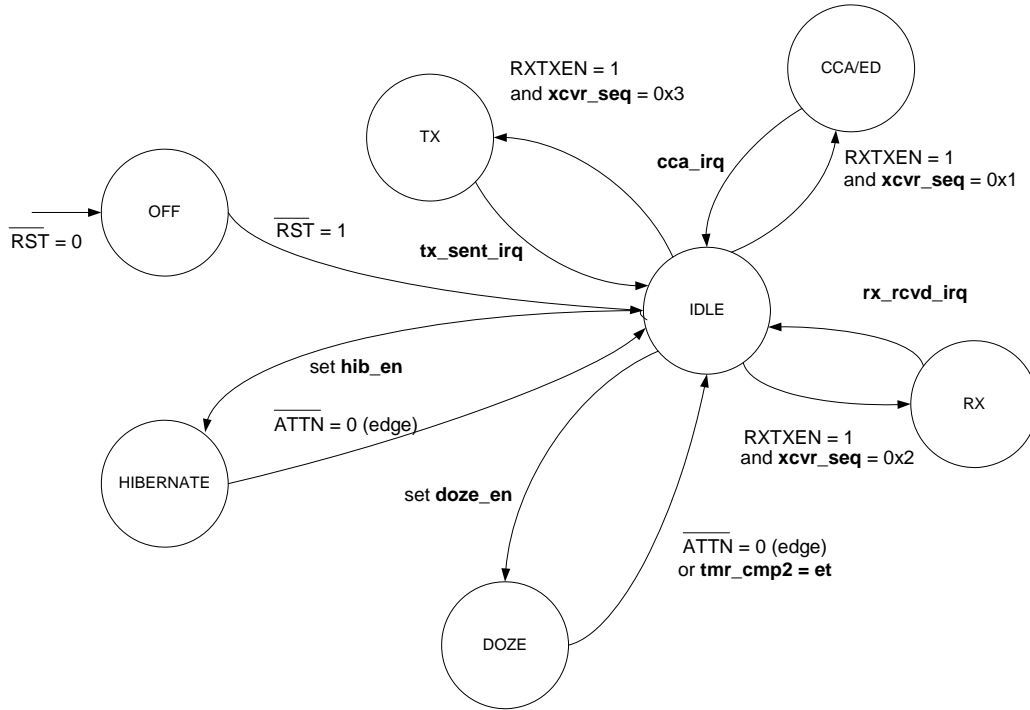 CCA/ED
RXTXEN = 1
and xcvr_seq = 0x3
TX
cca_irq
RXTXEN = 1
and xcvr_seq = 0x1
OFF
RST = 0
RST = 1
tx_sent_irq
IDLE
rx_rcvd_irq
set hib_en
ATTN = 0 (edge)
RX
RXTXEN = 1
and xcvr_seq = 0x2
HIBERNATE
set doze_en
ATTN = 0 (edge)
or tmr_cmp2 = et
DOZE